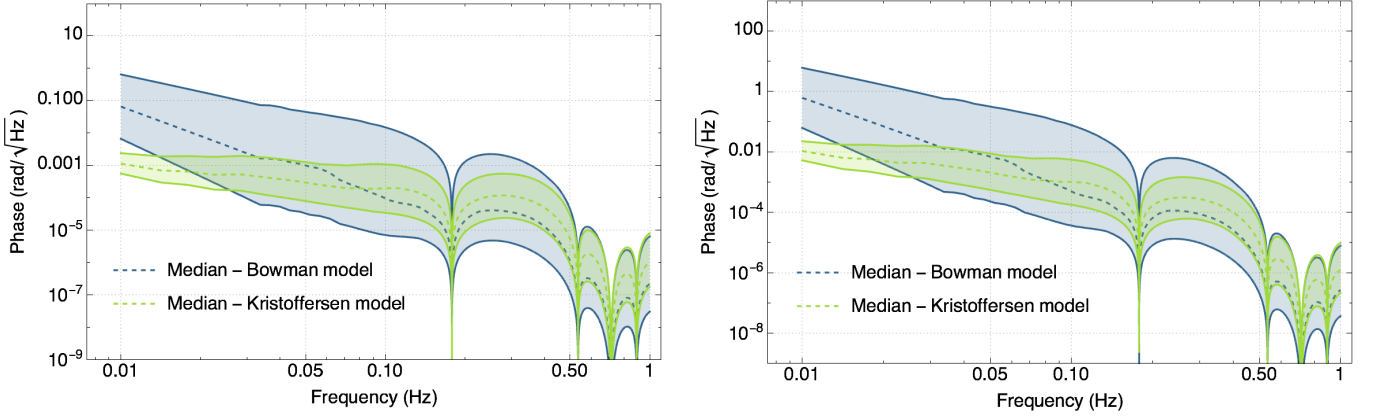 10
0.100
0.001
10⁻⁵
10⁻⁷
10⁻⁹
Phase (rad/√Hz )
Median – Bowman model
Median – Kristoffersen model
0.01
0.05
0.10
0.50
1
Frequency (Hz)
100
1
0.01
10⁻⁴
10⁻⁶
10⁻⁸
Phase (rad/√Hz )
Median – Bowman model
Median – Kristoffersen model
0.01
0.05
0.10
0.50
1
Frequency (Hz)